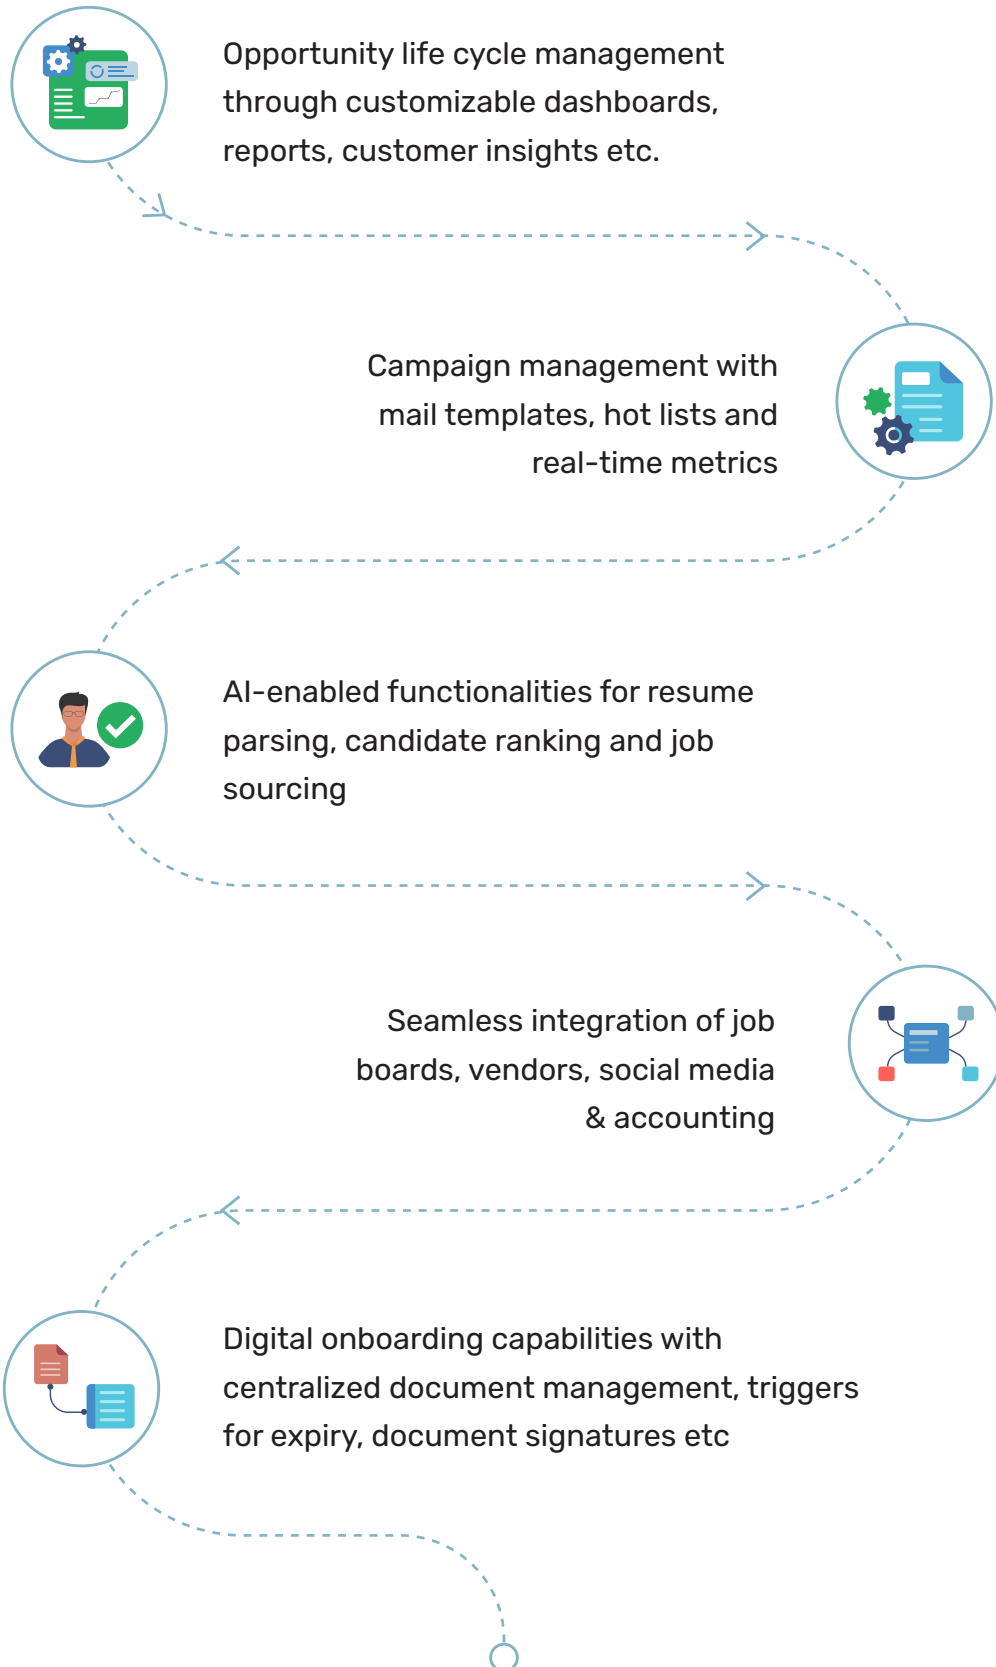 Opportunity life cycle management
through customizable dashboards,
reports, customer insights etc.
Campaign management with
mail templates, hot lists and
real-time metrics
AI-enabled functionalities for resume
parsing, candidate ranking and job
sourcing
Seamless integration of job
boards, vendors, social media
& accounting
Digital onboarding capabilities with
centralized document management, triggers
for expiry, document signatures etc